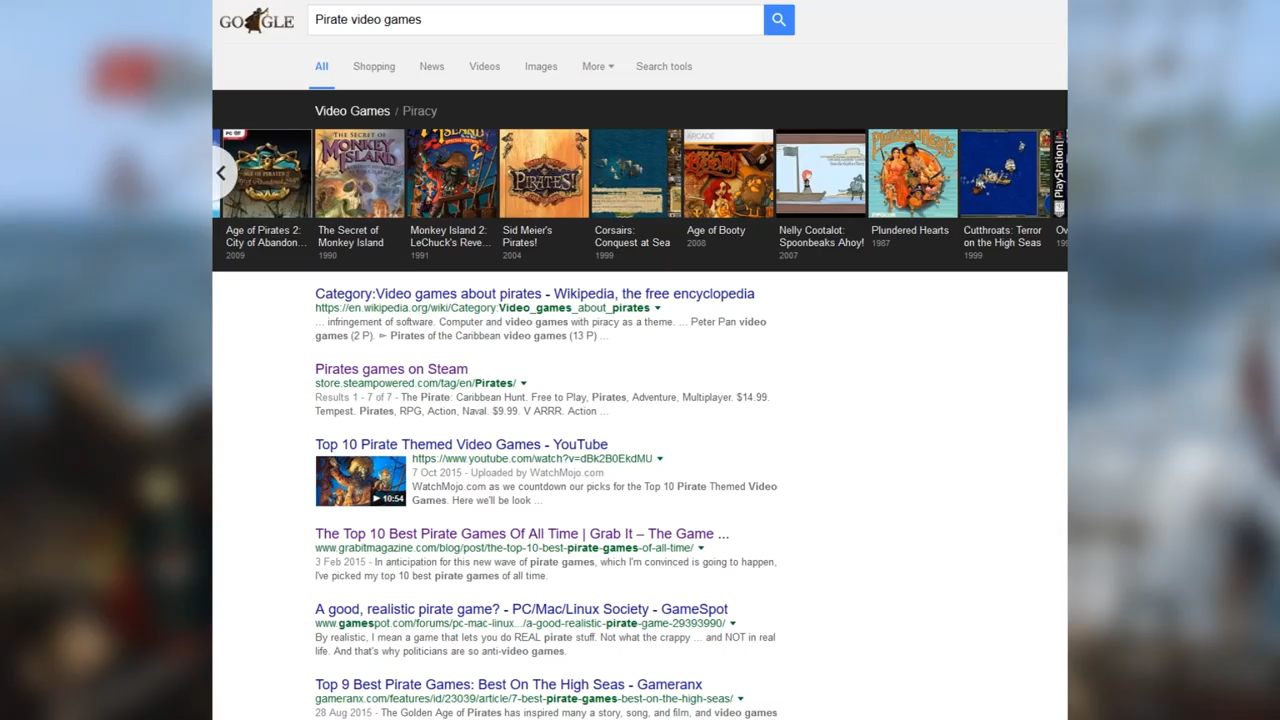 GO GLE
Pirate video games
All Shopping News Videos Images More Search tools
Video Games / Piracy
Age of Pirates 2: City of Abandon... 2009
The Secret of Monkey Island 1990
Monkey Island 2: LeChuck's Reve... 1991
Sid Meier's Pirates! 2004
Corsairs: Conquest at Sea 1999
Age of Booty 2008
Nelly Cootalot: Spoonbeaks Ahoy! 2007
Plundered Hearts 1987
Cutthroats: Terror on the High Seas 1999
Category:Video games about pirates - Wikipedia, the free encyclopedia
https://en.wikipedia.org/wiki/Category:Video_games_about_pirates
... infringement of software. Computer and video games with piracy as a theme. ... Peter Pan video
games (2 P). ► Pirates of the Caribbean video games (13 P) ...
Pirates games on Steam
store.steampowered.com/tag/en/Pirates/
Results 1 - 7 of 7 - The Pirate: Caribbean Hunt. Free to Play, Pirates, Adventure, Multiplayer. $14.99.
Tempest. Pirates, RPG, Action, Naval. $9.99. V ARRR. Action ...
Top 10 Pirate Themed Video Games - YouTube
https://www.youtube.com/watch?v=dBk2B0EkdMU
7 Oct 2015 - Uploaded by WatchMojo.com
WatchMojo.com as we countdown our picks for the Top 10 Pirate Themed Video
Games. Here we'll be look ...
10:54
The Top 10 Best Pirate Games Of All Time | Grab It – The Game ...
www.grabitmagazine.com/blog/post/the-top-10-best-pirate-games-of-all-time/
3 Feb 2015 - In anticipation for this new wave of pirate games, which I'm convinced is going to happen,
I've picked my top 10 best pirate games of all time.
A good, realistic pirate game? - PC/Mac/Linux Society - GameSpot
www.gamespot.com/forums/pc-mac-linux.../a-good-realistic-pirate-game-29393990/
By realistic, I mean a game that lets you do REAL pirate stuff. Not what the crappy ... and NOT in real
life. And that's why politicians are so anti-video games.
Top 9 Best Pirate Games: Best On The High Seas - Gameranx
gameranx.com/features/id/23039/article/7-best-pirate-games-best-on-the-high-seas/
28 Aug 2015 - The Golden Age of Pirates has inspired many a story, song, and film, and video games